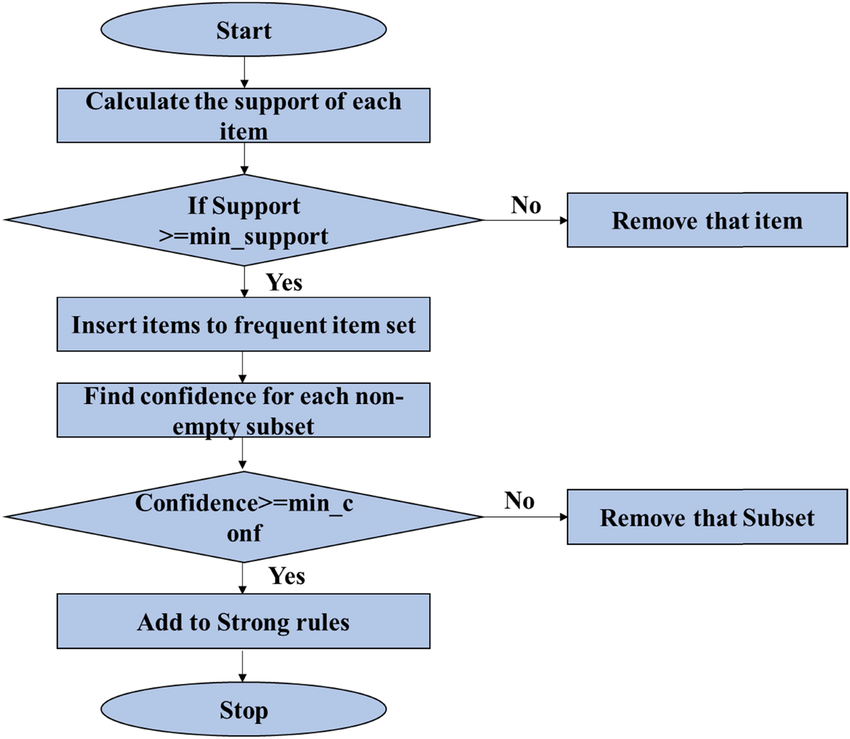 Start
Calculate the support of each
item
If Support
>=min_support
No
Remove that item
Yes
Insert items to frequent item set
Find confidence for each non-
empty subset
Confidence>=min_c
onf
No
Remove that Subset
Yes
Add to Strong rules
Stop